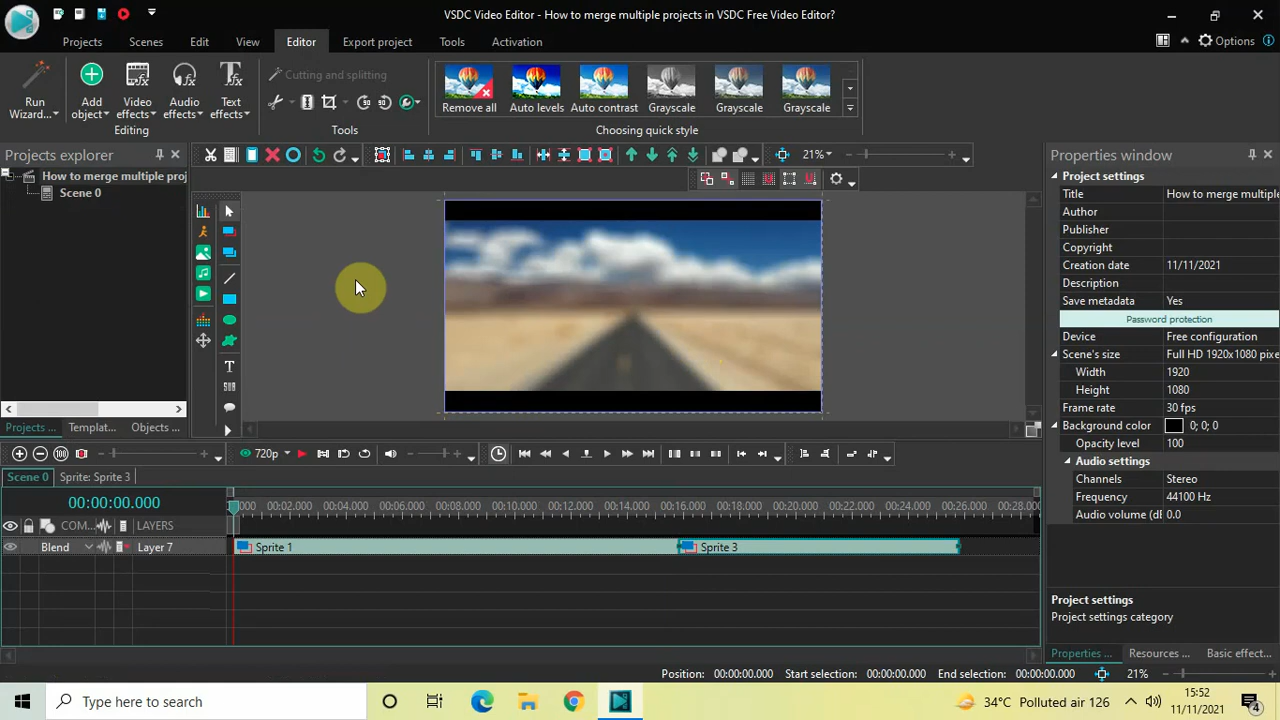 VSDC Video Editor - How to merge multiple projects in VSDC Free Video Editor?
Projects Scenes Edit View Editor Export project Tools Activation
Options
Run Wizard...
Add object
Video effects
Audio effects
Text effects
Editing
Cutting and splitting
Tools
Remove all
Auto levels
Auto contrast
Grayscale
Grayscale
Grayscale
Choosing quick style
Projects explorer
How to merge multiple proj
Scene 0
Projects ... Templat... Objects ...
21%
Properties window
Project settings
Title How to merge multiple
Author
Publisher
Copyright
Creation date 11/11/2021
Description
Save metadata Yes
Password protection
Device Free configuration
Scene's size Full HD 1920x1080 pixe
Width 1920
Height 1080
Frame rate 30 fps
Background color 0; 0; 0
Opacity level 100
Audio settings
Channels Stereo
Frequency 44100 Hz
Audio volume (dE 0.0
Project settings
Project settings category
Properties ... Resources ... Basic effect...
720p
Scene 0 Sprite: Sprite 3
00:00:00.000
000 00:02.000 00:04.000 00:06.000 00:08.000 00:10.000 00:12.000 00:14.000 00:16.000 00:18.000 00:20.000 00:22.000 00:24.000 00:26.000 00:28.000
COM... LAYERS
Blend Layer 7 Sprite 1 Sprite 3
Position: 00:00:00.000 Start selection: 00:00:00.000 End selection: 00:00:00.000 21%
Type here to search
34°C Polluted air 126
15:52
11/11/2021
4